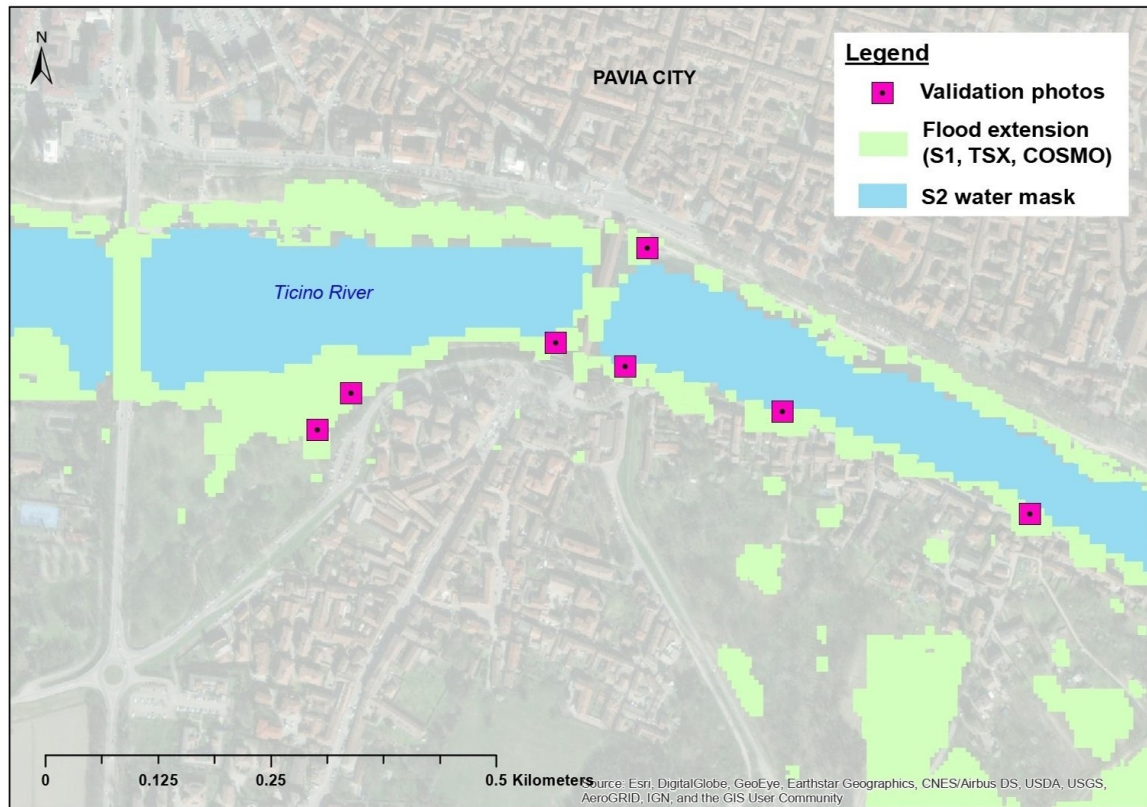 N
PAVIA CITY
Legend
Validation photos
Flood extension
(S1, TSX, COSMO)
S2 water mask
Ticino River
0 0.125 0.25 0.5 Kilometers
Source: Esri, DigitalGlobe, GeoEye, Earthstar Geographics, CNES/Airbus DS, USDA, USGS,
AeroGRID, IGN, and the GIS User Community